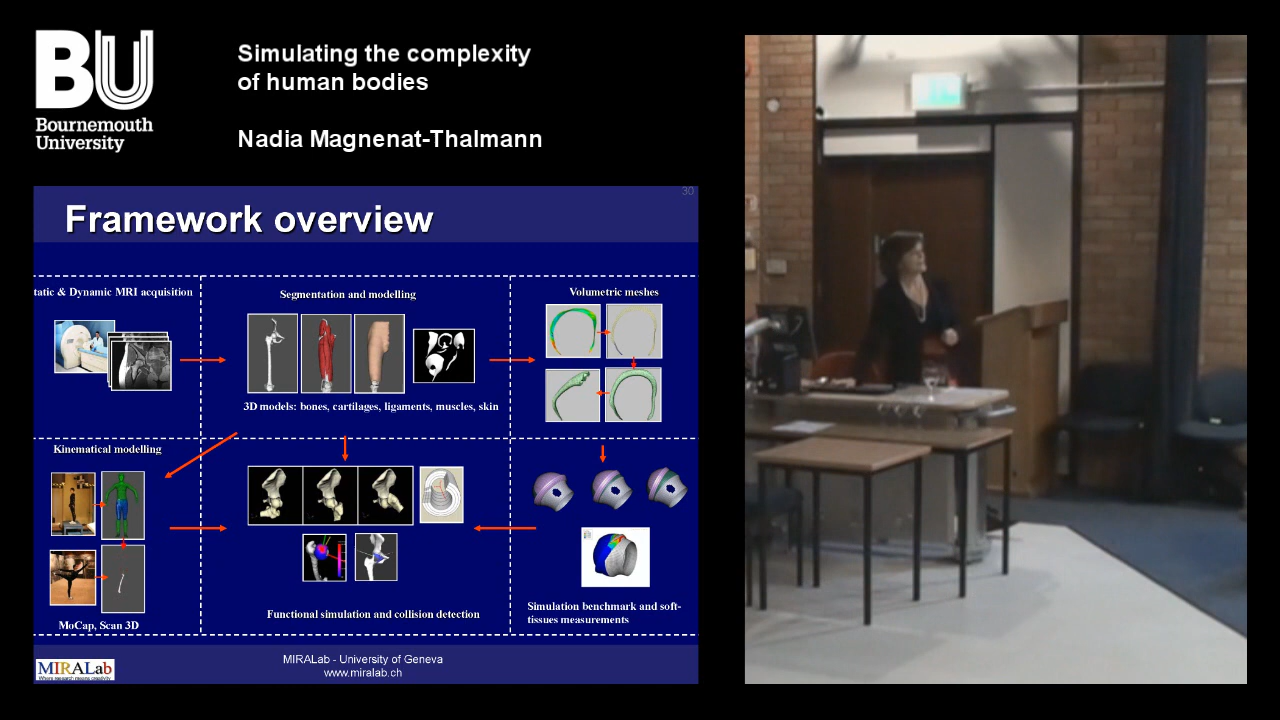 BU
Bournemouth
University
Simulating the complexity
of human bodies
Nadia Magnenat-Thalmann
30
Framework overview
tatic & Dynamic MRI acquisition
Segmentation and modelling
Volumetric meshes
3D models: bones, cartilages, ligaments, muscles, skin
Kinematical modelling
MoCap, Scan 3D
Functional simulation and collision detection
Simulation benchmark and soft-
tissues measurements
MIRALab
MIRALab - University of Geneva
www.miralab.ch